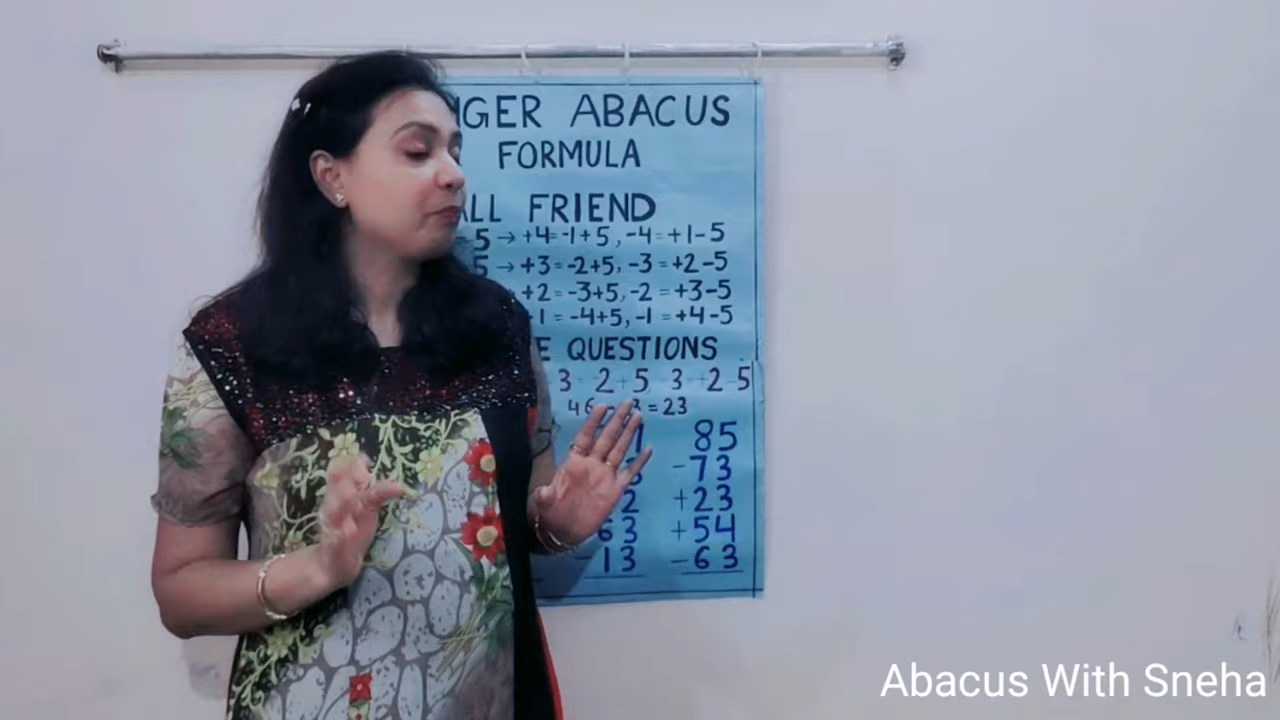 ABACUS
FORMULA
FRIEND
5 → +4 = -1+5, -4 = +1-5
5 → +3 = -2+5, -3 = +2-5
+2 = -3+5, -2 = +3-5
1 = -4+5, -1 = +4-5
QUESTIONS
3 2 + 5 3 +2 5
= 23
85
-73
2 +23
63 +54
13 -63
Abacus With Sneha